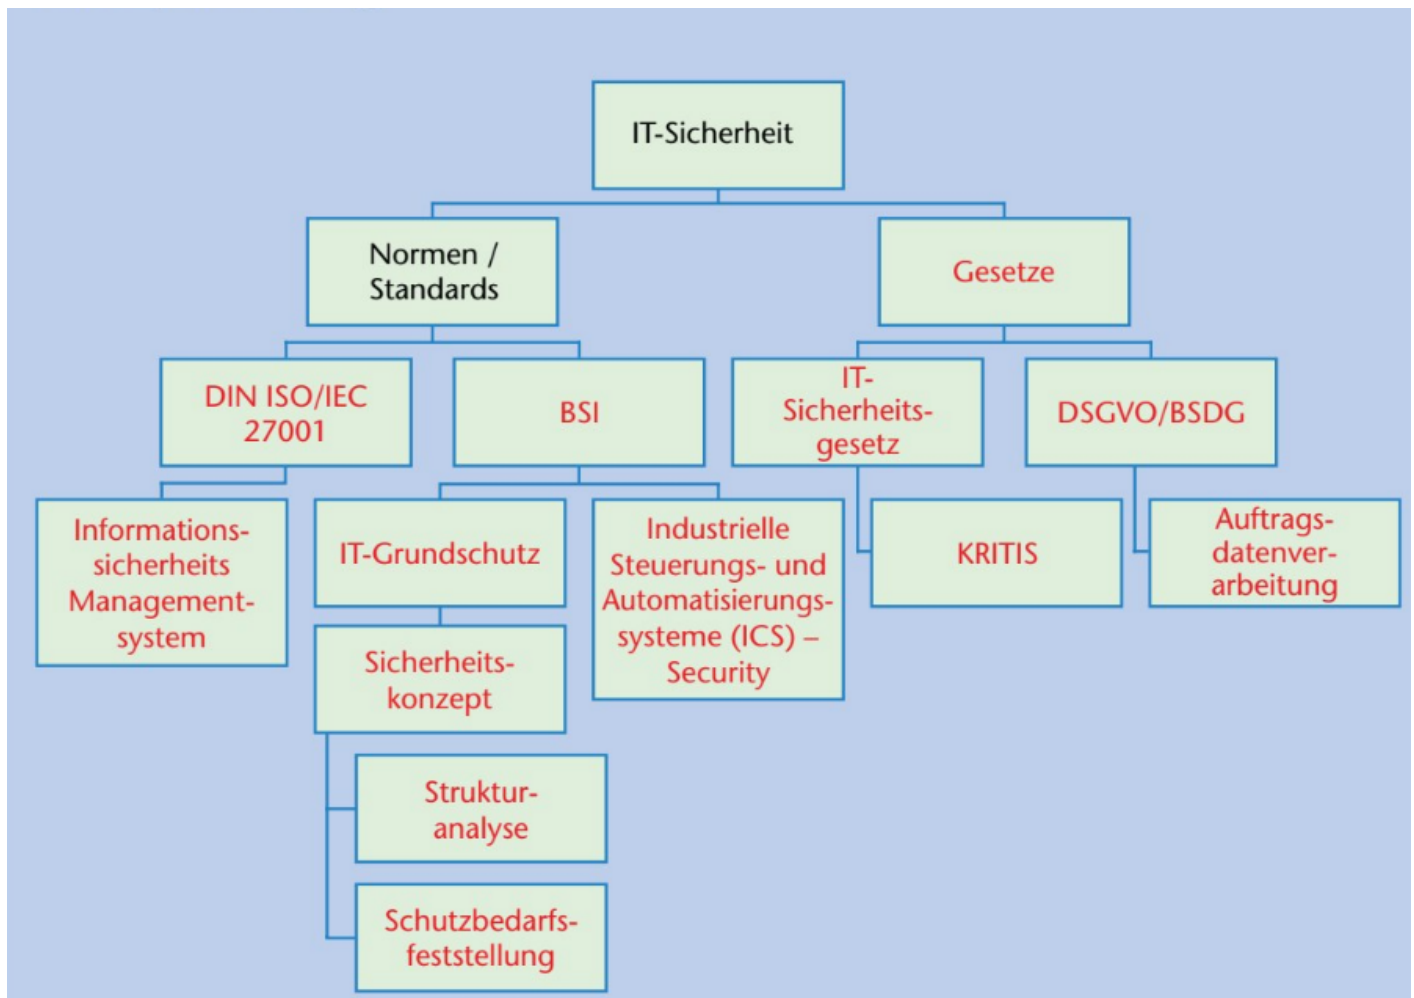 IT-Sicherheit
Normen /
Standards
Gesetze
DIN ISO/IEC
27001
BSI
IT-
Sicherheits-
gesetz
DSGVO/BSDG
Informations-
sicherheits
Management-
system
IT-Grundschutz
Industrielle
Steuerungs- und
Automatisierungs-
systeme (ICS) –
Security
KRITIS
Auftrags-
datenver-
arbeitung
Sicherheits-
konzept
Struktur-
analyse
Schutzbedarfs-
feststellung